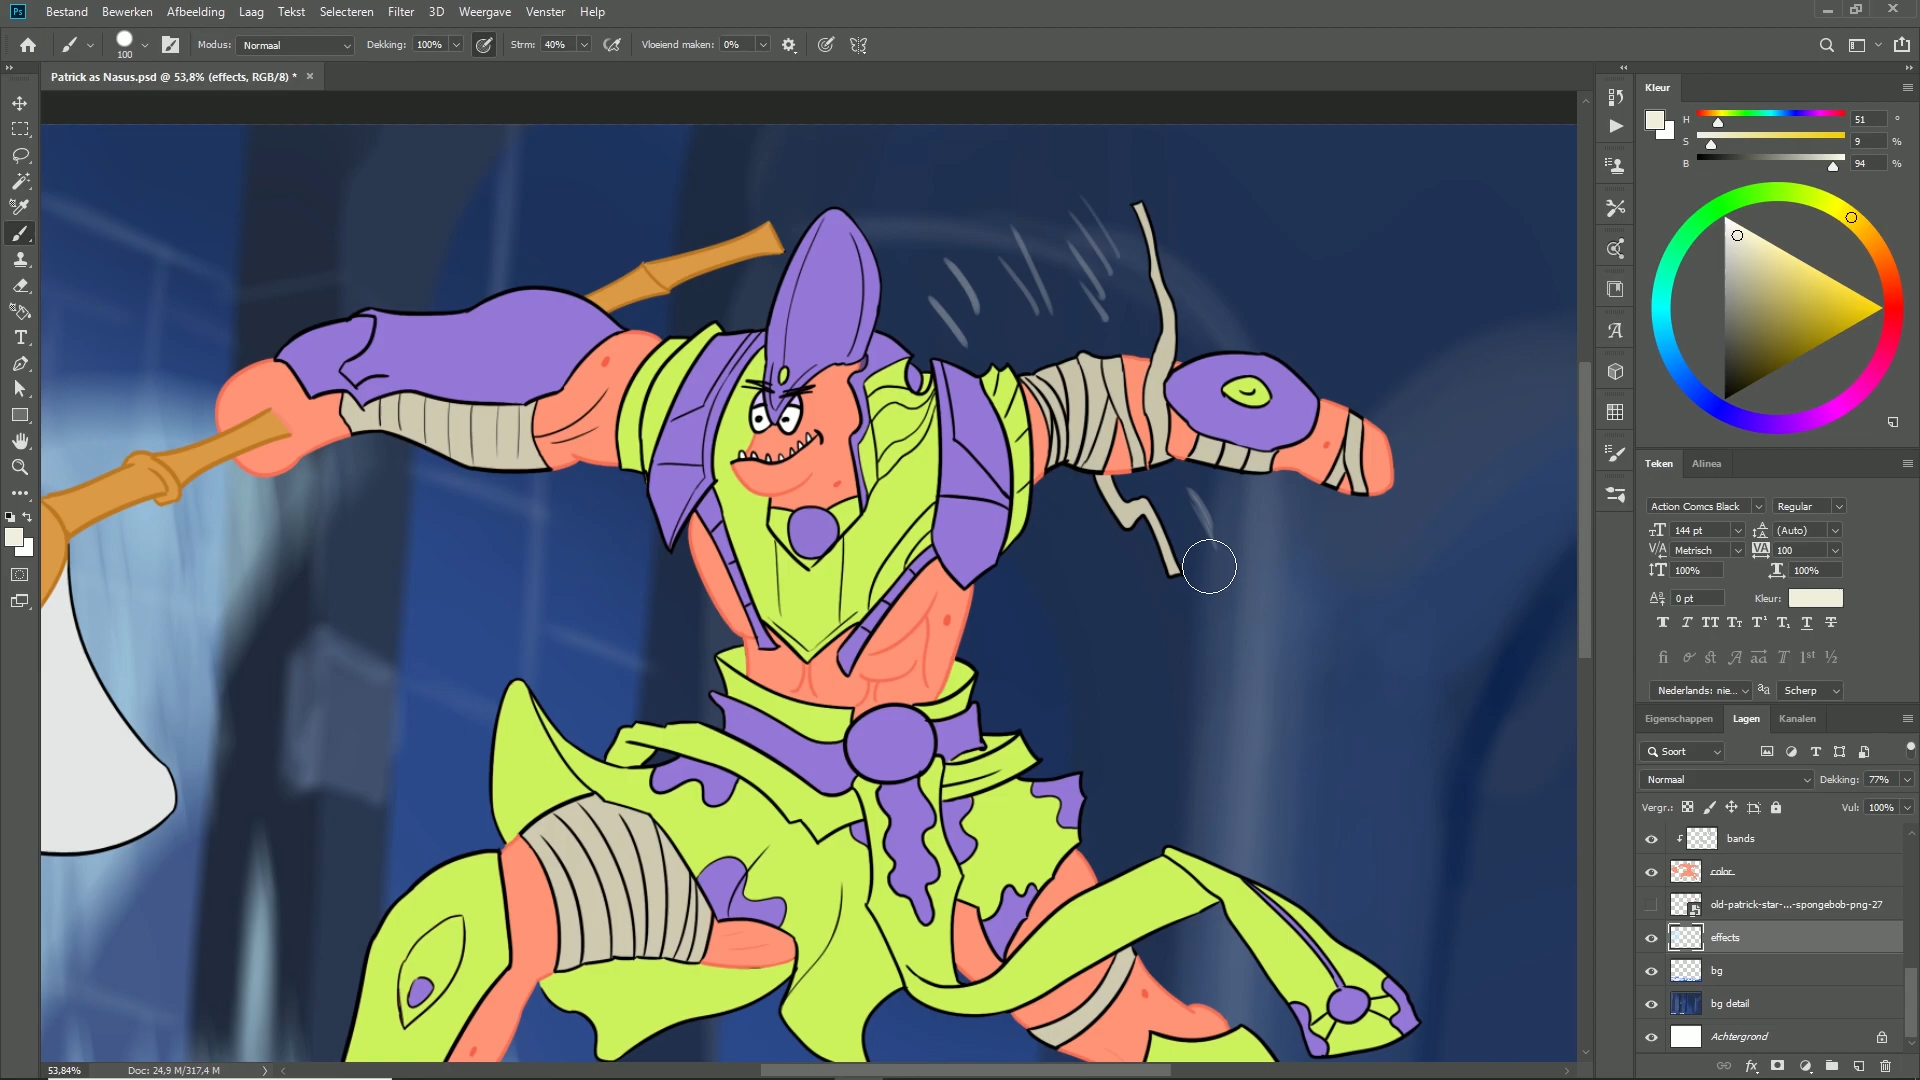 Ps Bestand Bewerken Afbeelding Laag Tekst Selecteren Filter 3D Weergave Venster Help
100 Modus: Normaal Dekking: 100% Strm: 40% Vloeiend maken: 0%
Patrick as Nasus.psd @ 53,8% (effects, RGB/8) *
Kleur
H 51 °
S 9 %
B 94 %
Teken Alinea
Action Comcs Black Regular
144 pt (Auto)
Metrisch 100
100% 100%
0 pt Kleur:
Nederlands: nie... Scherp
Eigenschappen Lagen Kanalen
Soort
Normaal Dekking: 77%
Vergr.: Vul: 100%
bands
color
old-patrick-star-...-spongebob-png-27
effects
bg
bg detail
Achtergrond
53,84% Doc: 24,9 M/317,4 M